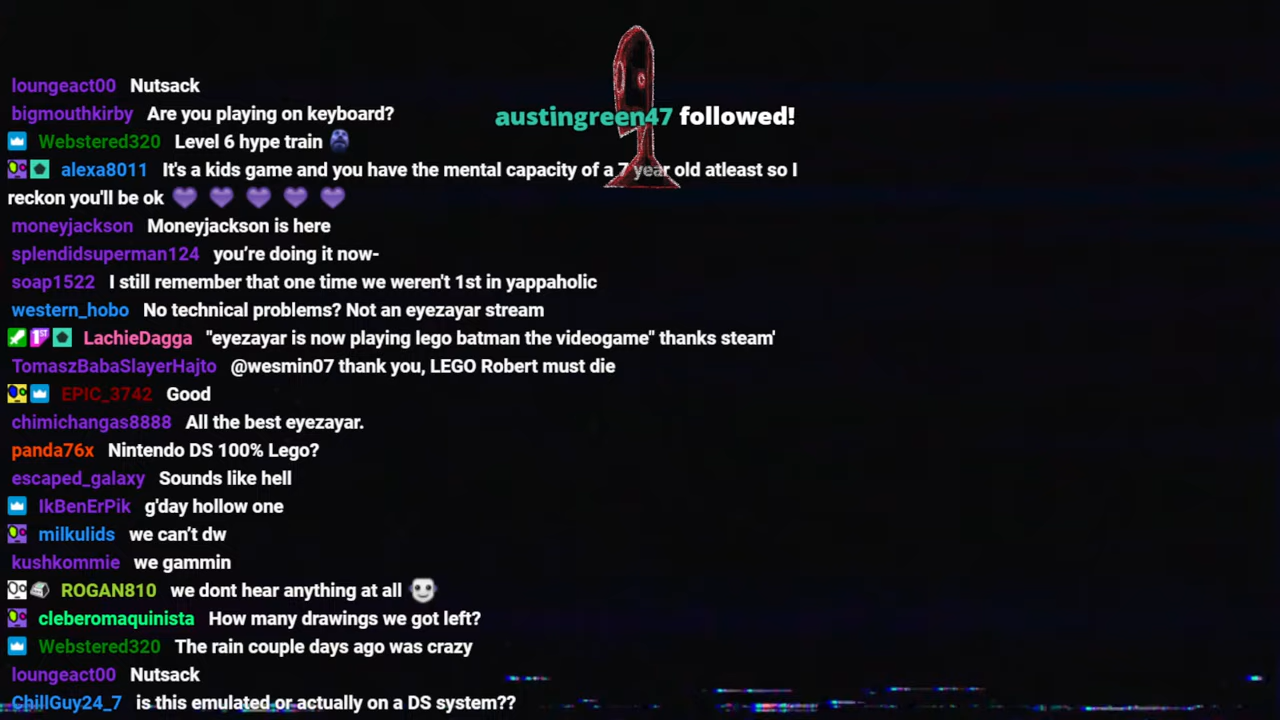 loungeact00 Nutsack
bigmouthkirby Are you playing on keyboard?
austingreen47 followed!
Webstered320 Level 6 hype train
alexa8011 It's a kids game and you have the mental capacity of a 7 year old atleast so I
reckon you'll be ok
moneyjackson Moneyjackson is here
splendidsuperman124 you’re doing it now-
soap1522 I still remember that one time we weren't 1st in yappaholic
western_hobo No technical problems? Not an eyezayar stream
1ST LachieDagga "eyezayar is now playing lego batman the videogame" thanks steam'
TomaszBabaSlayerHajto @wesmin07 thank you, LEGO Robert must die
EPIC_3742 Good
chimichangas8888 All the best eyezayar.
panda76x Nintendo DS 100% Lego?
escaped_galaxy Sounds like hell
IkBenErPik g'day hollow one
milkulids we can’t dw
kushkommie we gammin
ROGAN810 we dont hear anything at all
cleberomaquinista How many drawings we got left?
Webstered320 The rain couple days ago was crazy
loungeact00 Nutsack
ChillGuy24_7 is this emulated or actually on a DS system??